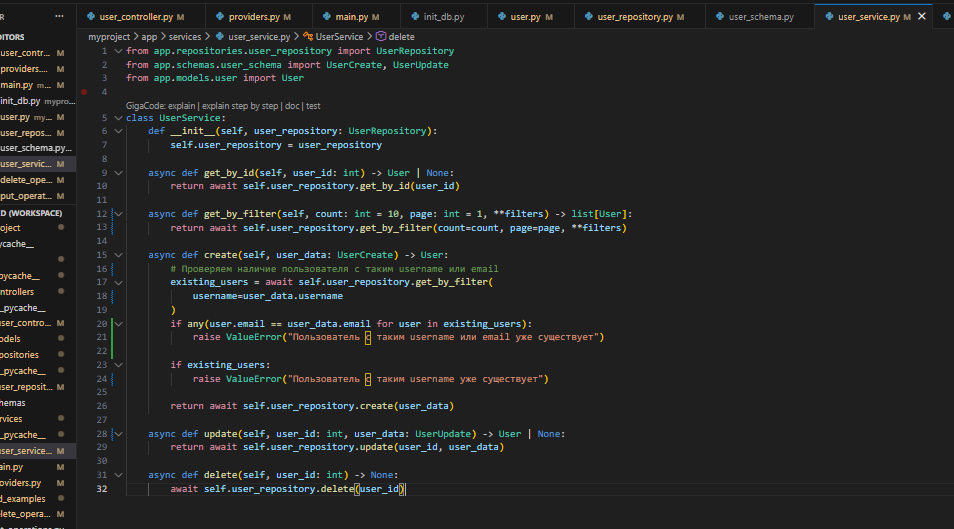 R ...
user_controller.py M
providers.py M
main.py M
init_db.py
user.py M
user_repository.py M
user_schema.py
user_service.py M
EDITORS
user_contr... M
providers.... M
main.py ... M
init_db.py mypro...
user.py my... M
user_repos... M
user_schema.py...
user_servic... M
delete_ope... M
put_operat... M
D (WORKSPACE)
oject
ycache__
pycache__
ntrollers
_pycache__
user_contro... M
odels
positories
_pycache__
user_reposit... M
hemas
rvices
_pycache__
user_service... M
ain.py M
oviders.py M
d_examples
elete_opera... M
myproject > app > services > user_service.py > UserService > delete
1 from app.repositories.user_repository import UserRepository
2 from app.schemas.user_schema import UserCreate, UserUpdate
3 from app.models.user import User
4
GigaCode: explain | explain step by step | doc | test
5 class UserService:
6 def __init__(self, user_repository: UserRepository):
7 self.user_repository = user_repository
8
9 async def get_by_id(self, user_id: int) -> User | None:
10 return await self.user_repository.get_by_id(user_id)
11
12 async def get_by_filter(self, count: int = 10, page: int = 1, **filters) -> list[User]:
13 return await self.user_repository.get_by_filter(count=count, page=page, **filters)
14
15 async def create(self, user_data: UserCreate) -> User:
16 # Проверяем наличие пользователя с таким username или email
17 existing_users = await self.user_repository.get_by_filter(
18 username=user_data.username
19 )
20 if any(user.email == user_data.email for user in existing_users):
21 raise ValueError("Пользователь с таким username или email уже существует")
22
23 if existing_users:
24 raise ValueError("Пользователь с таким username уже существует")
25
26 return await self.user_repository.create(user_data)
27
28 async def update(self, user_id: int, user_data: UserUpdate) -> User | None:
29 return await self.user_repository.update(user_id, user_data)
30
31 async def delete(self, user_id: int) -> None:
32 await self.user_repository.delete(user_id)